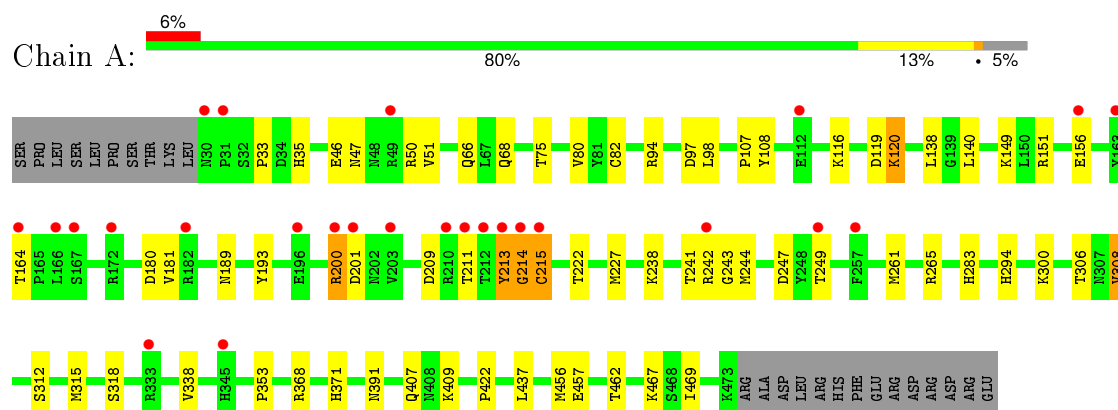 6%
Chain A:
80% 13% • 5%
SER PRO LEU SER LEU PRO SER THR LYS LEU N30 P31 S32 P33 D34 H35 E46 N47 N48 R49 R50 V51 Q66 L67 Q68 T75 V80 Y81 C82 R94 D97 L98 P107 Y108 E112 K116 D119 K120 L138 G139 L140 K149 L150 R151 E156 Y163
T164 P165 L166 S167 R172 D180 V181 R182 N189 Y193 E196 R200 D201 N202 V203 D209 R210 T211 T212 Y213 G214 C215 T222 M227 K238 T241 R242 G243 M244 D247 Y248 T249 F257 M261 R265 H283 H294 K300 T306 N307 V308
S312 M315 S318 R333 V338 H345 P353 R368 H371 N391 Q407 N408 K409 P422 L437 M456 E457 T462 K467 S468 I469 K473 ARG ALA ASP LEU ARG HIS PHE GLU ARG ASP ARG ASP ARG GLU